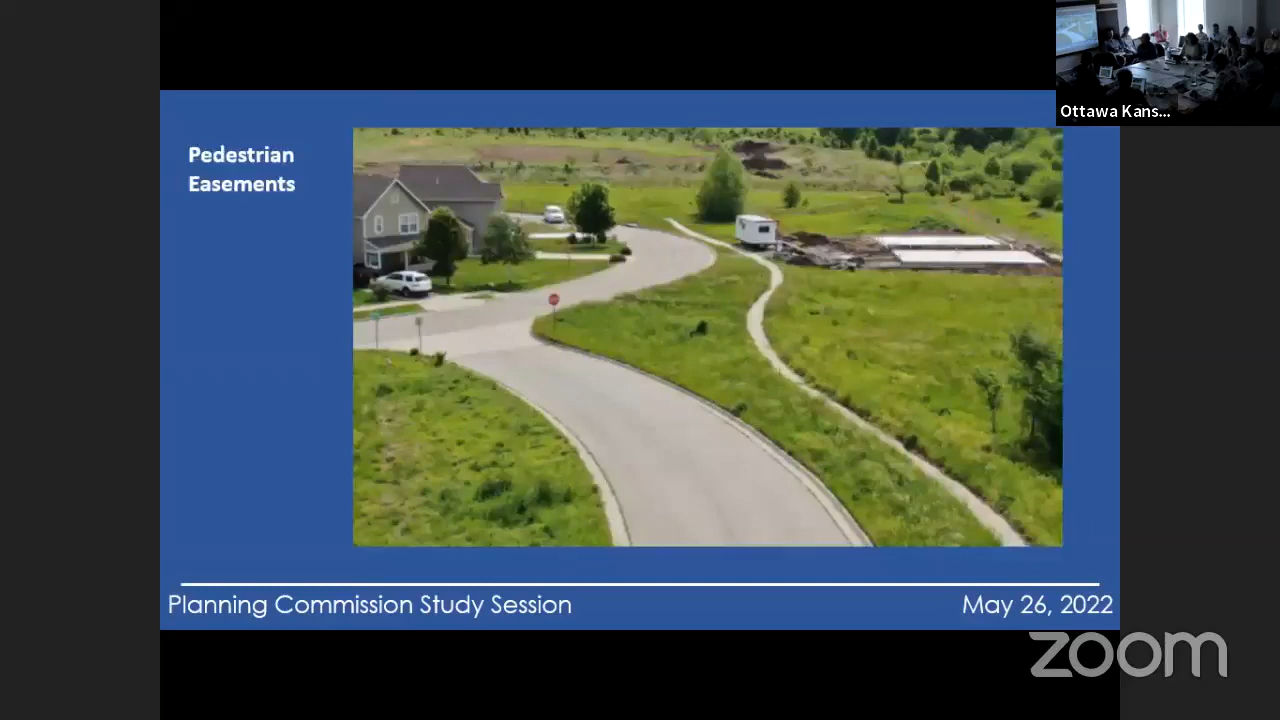 Ottawa Kans...
Pedestrian
Easements
Planning Commission Study Session
May 26, 2022
zoom